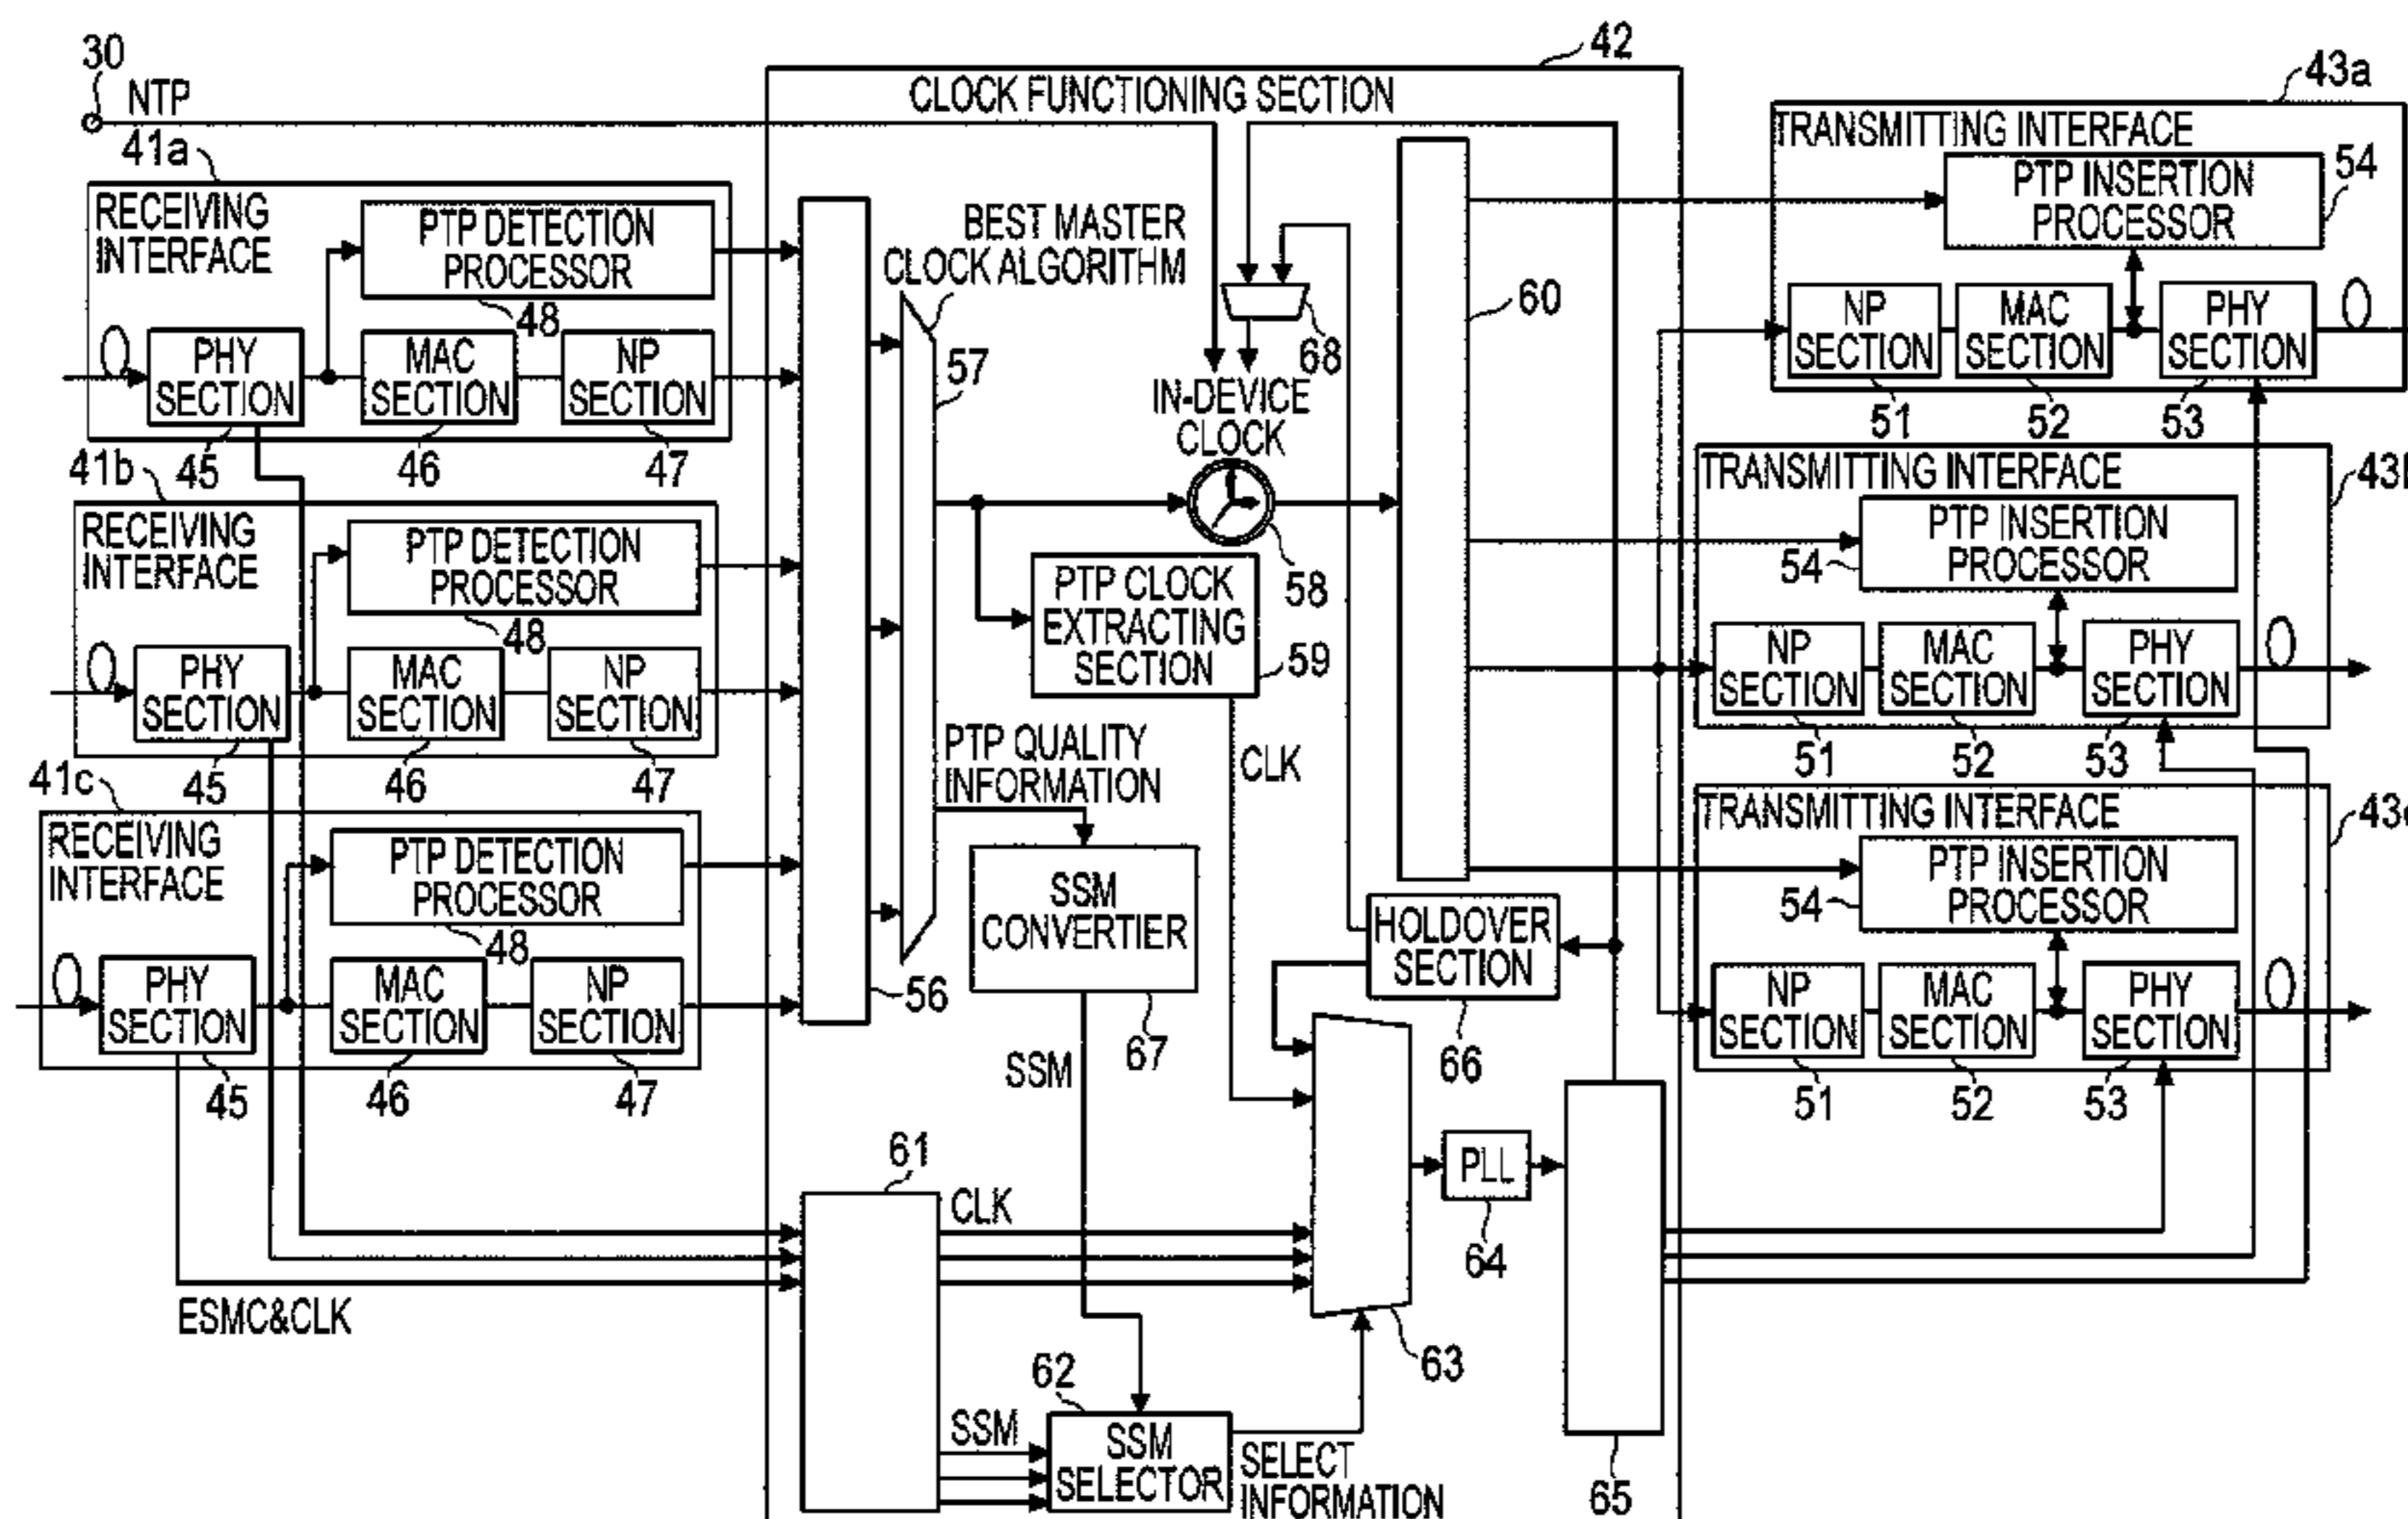 30
NTP
42
CLOCK FUNCTIONING SECTION
43a
41a
RECEIVING
INTERFACE
PTP DETECTION
PROCESSOR
48
PHY
SECTION
MAC
SECTION
NP
SECTION
45
46
47
41b
RECEIVING
INTERFACE
PTP DETECTION
PROCESSOR
48
PHY
SECTION
MAC
SECTION
NP
SECTION
45
46
47
41c
RECEIVING
INTERFACE
PTP DETECTION
PROCESSOR
48
PHY
SECTION
MAC
SECTION
NP
SECTION
45
46
47
ESMC&CLK
BEST MASTER
CLOCK ALGORITHM
57
68
IN-DEVICE
CLOCK
58
60
PTP CLOCK
EXTRACTING
SECTION
59
PTP QUALITY
INFORMATION
CLK
SSM
CONVERTIER
67
56
SSM
HOLDOVER
SECTION
66
61
CLK
PLL
64
63
62
SSM
SSM
SELECTOR
SELECT
INFORMATION
65
TRANSMITTING INTERFACE
54
PTP INSERTION
PROCESSOR
NP
SECTION
MAC
SECTION
PHY
SECTION
51
52
53
TRANSMITTING INTERFACE
PTP INSERTION
PROCESSOR
54
NP
SECTION
MAC
SECTION
PHY
SECTION
51
52
53
TRANSMITTING INTERFACE
PTP INSERTION
PROCESSOR
54
NP
SECTION
MAC
SECTION
PHY
SECTION
51
52
53